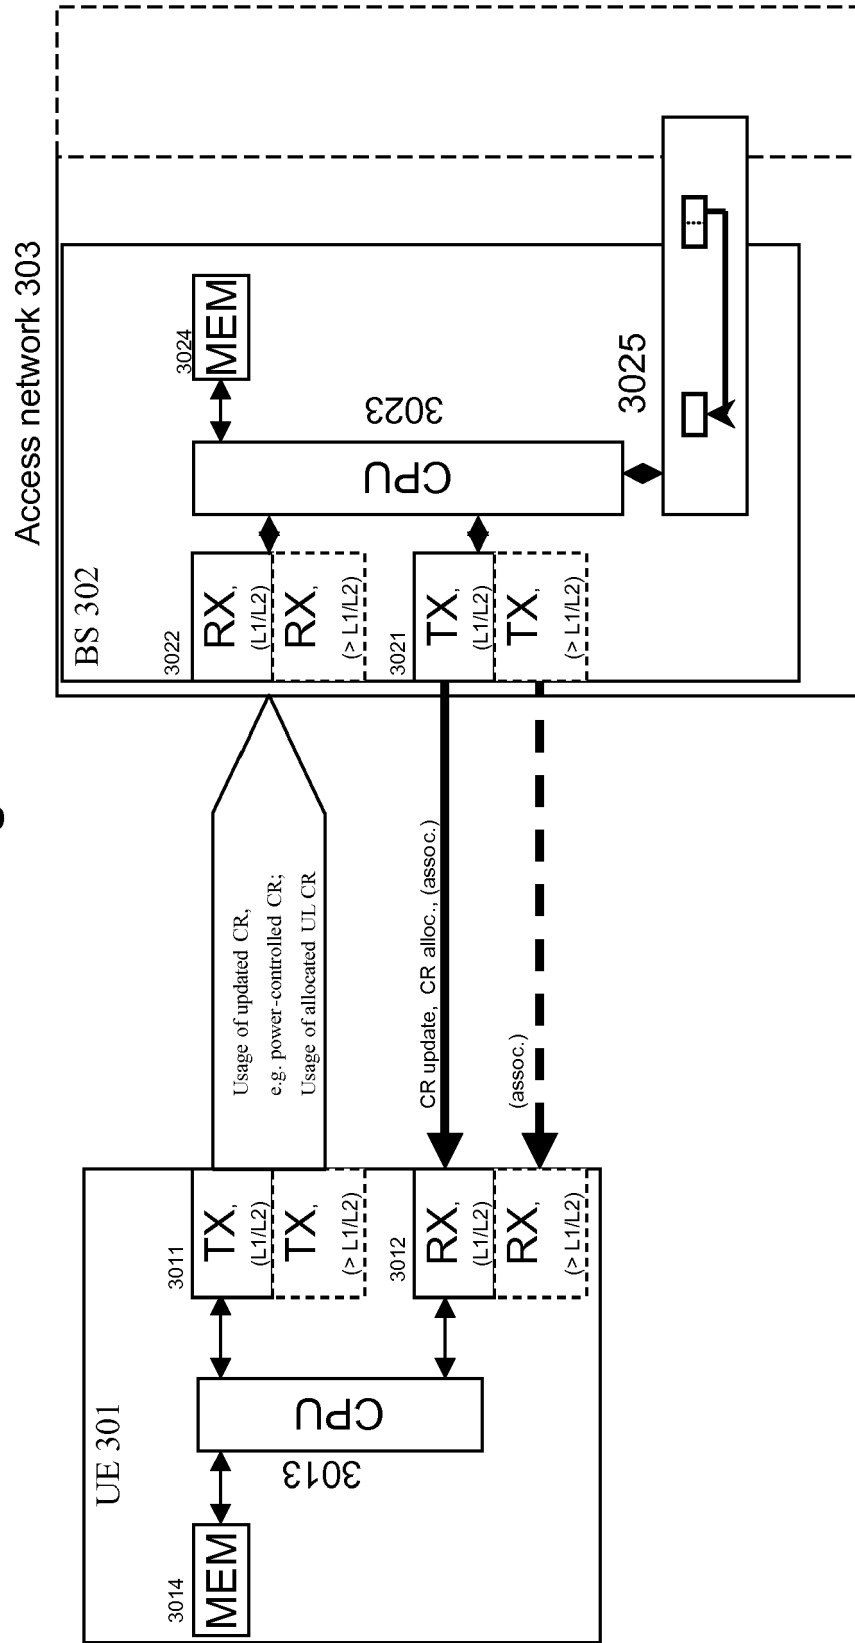 Access network 303
UE 301
3014
MEM
3013
CPU
3011
TX,
(L1/L2)
TX,
(> L1/L2)
3012
RX,
(L1/L2)
RX,
(> L1/L2)
Usage of updated CR,
e.g. power-controlled CR;
Usage of allocated UL CR
CR update, CR alloc., (assoc.)
(assoc.)
BS 302
3022
RX,
(L1/L2)
RX,
(> L1/L2)
3021
TX,
(L1/L2)
TX,
(> L1/L2)
CPU
3023
3024
MEM
3025